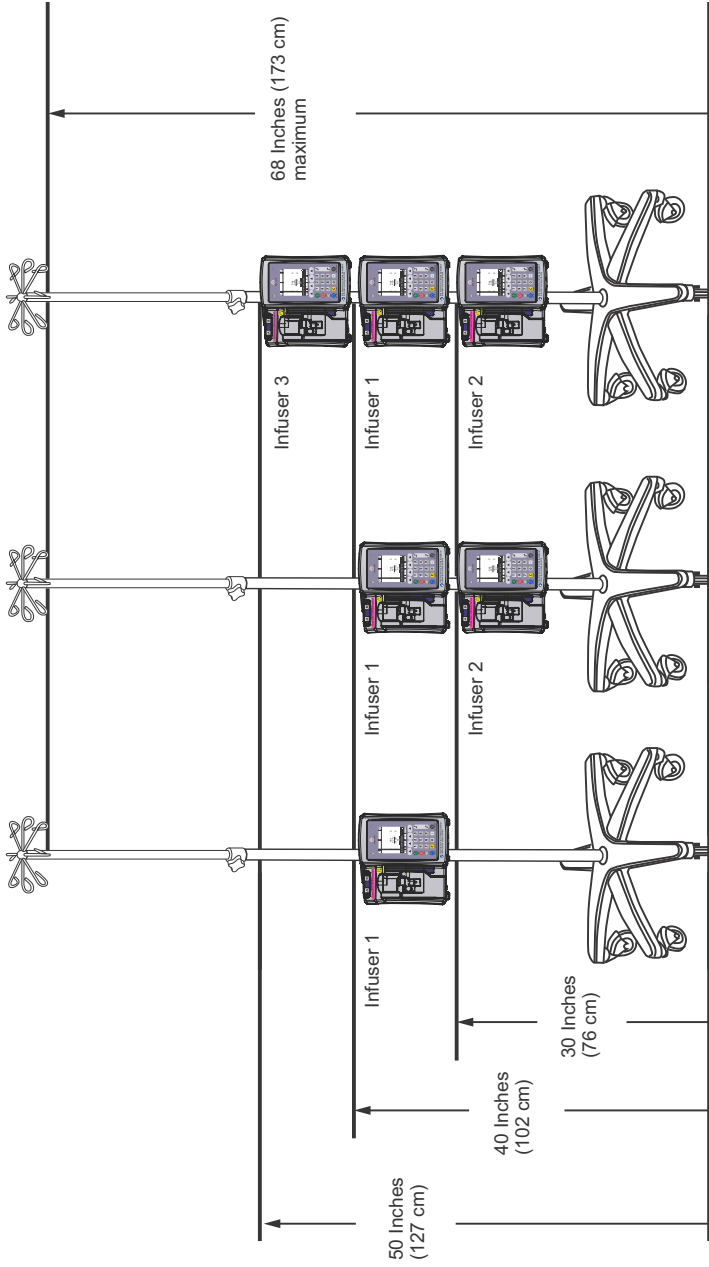 68 Inches (173 cm)
maximum
Infuser 3
Infuser 1
Infuser 2
Infuser 1
Infuser 2
Infuser 1
30 Inches
(76 cm)
40 Inches
(102 cm)
50 Inches
(127 cm)